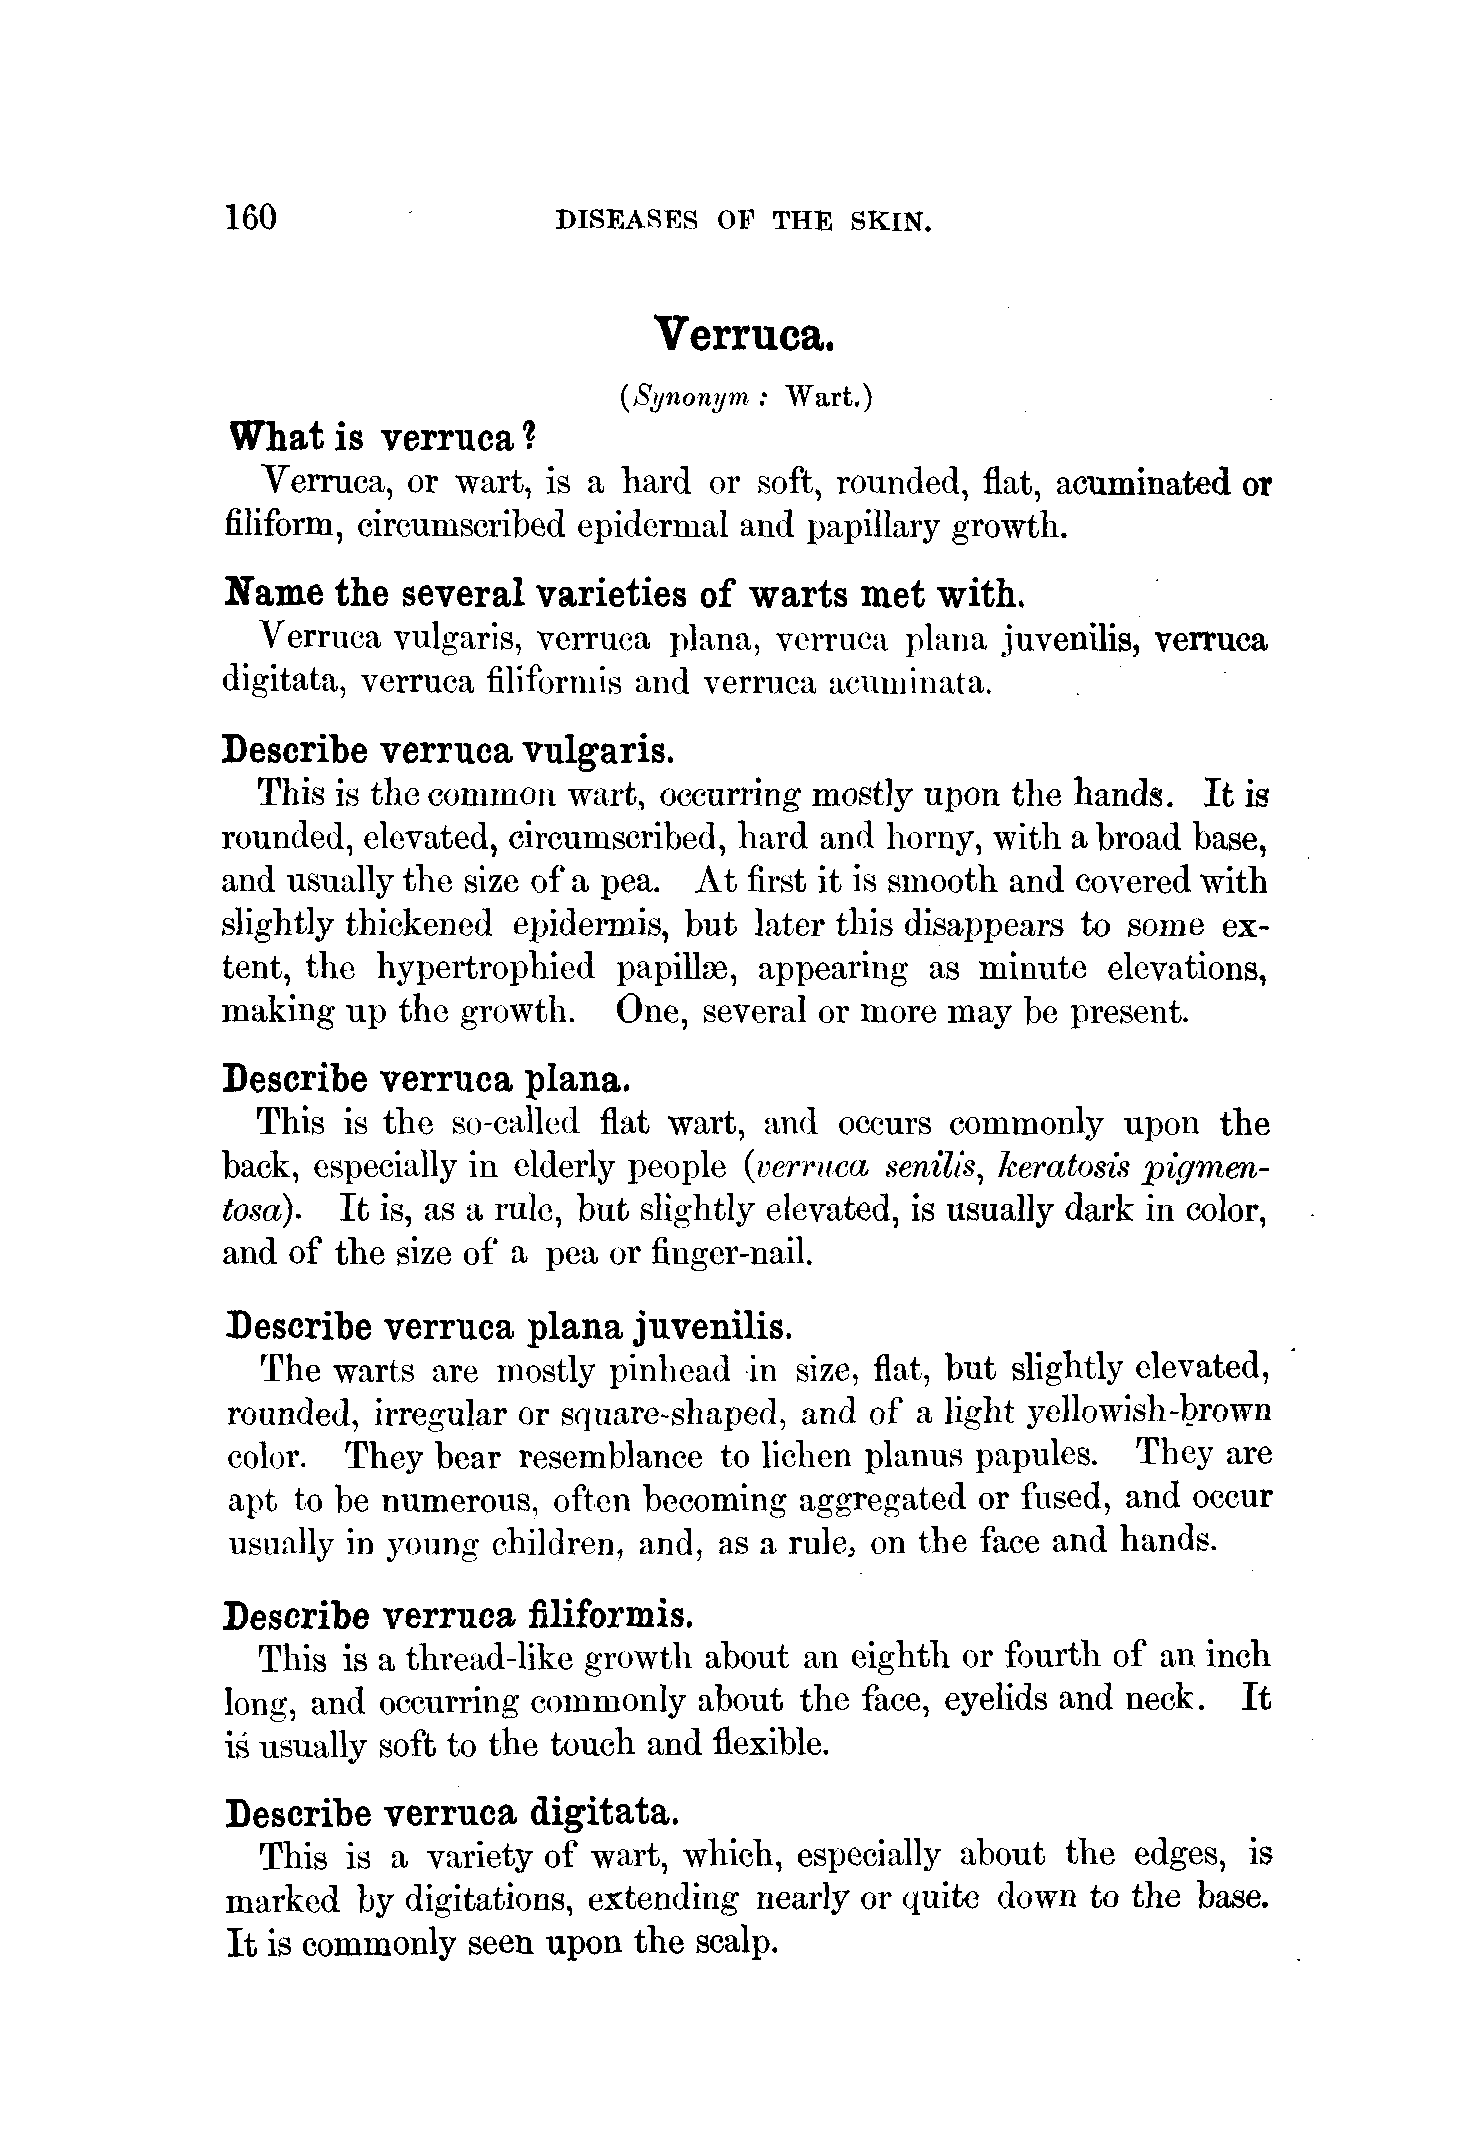 160 DISEASES OF THE SKIN.
Verruca.
(Synonym : Wart.)
What is verruca?
Verruca, or wart, is a hard or soft, rounded, flat, acuminated or
filiform, circumscribed epidermal and papillary growth.
Name the several varieties of warts met with.
Verruca vulgaris, verruca plana, verruca plana juvenilis, verruca
digitata, verruca filiformis and verruca acuminata.
Describe verruca vulgaris.
This is the common wart, occurring mostly upon the hands. It is
rounded, elevated, circumscribed, hard and horny, with a broad base,
and usually the size of a pea. At first it is smooth and covered with
slightly thickened epidermis, but later this disappears to some ex-
tent, the hypertrophied papillæ, appearing as minute elevations,
making up the growth. One, several or more may be present.
Describe verruca plana.
This is the so-called flat wart, and occurs commonly upon the
back, especially in elderly people (verruca senilis, keratosis pigmen-
tosa). It is, as a rule, but slightly elevated, is usually dark in color,
and of the size of a pea or finger-nail.
Describe verruca plana juvenilis.
The warts are mostly pinhead in size, flat, but slightly elevated,
rounded, irregular or square-shaped, and of a light yellowish-brown
color. They bear resemblance to lichen planus papules. They are
apt to be numerous, often becoming aggregated or fused, and occur
usually in young children, and, as a rule, on the face and hands.
Describe verruca filiformis.
This is a thread-like growth about an eighth or fourth of an inch
long, and occurring commonly about the face, eyelids and neck. It
is usually soft to the touch and flexible.
Describe verruca digitata.
This is a variety of wart, which, especially about the edges, is
marked by digitations, extending nearly or quite down to the base.
It is commonly seen upon the scalp.